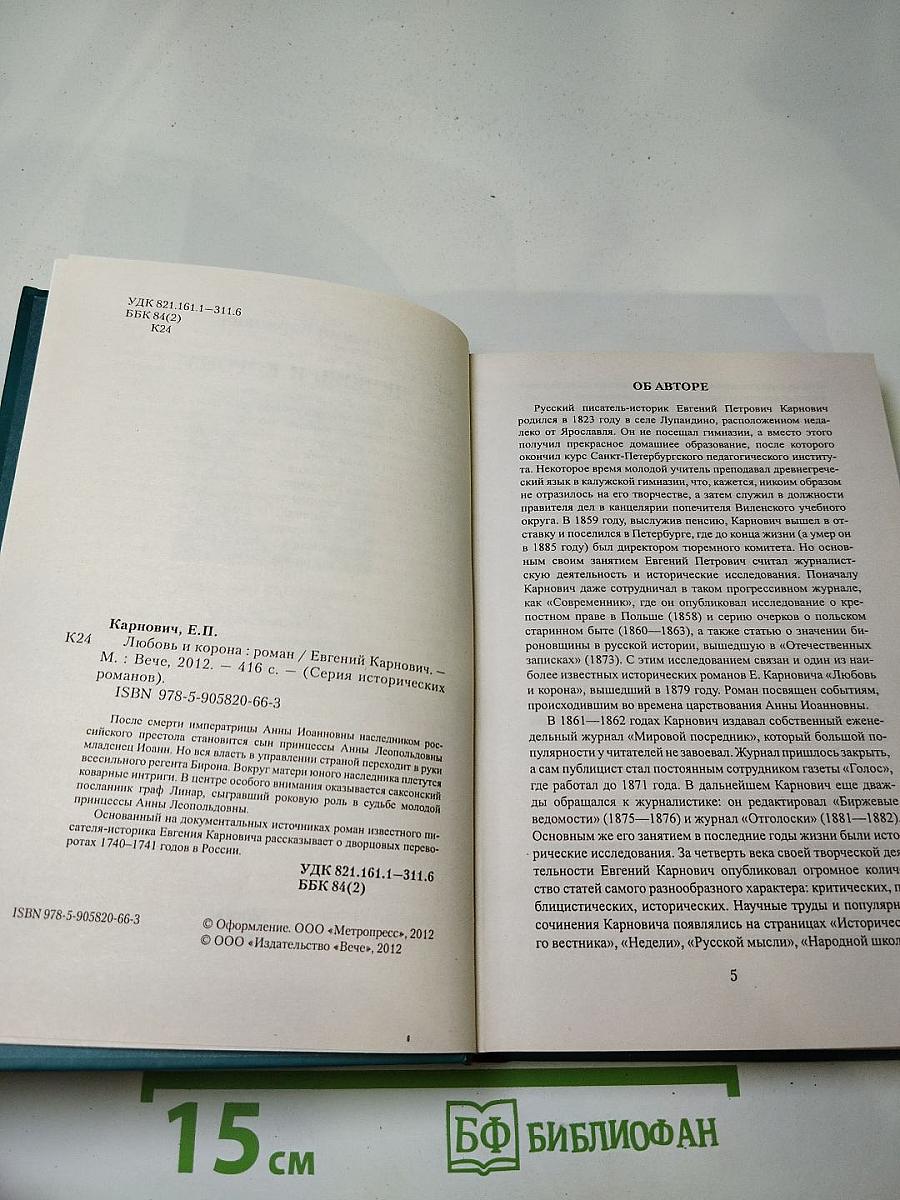 УДК 821.161.1—311.6
ББК 84(2)
К24
Карнович, Е.П.
К24 Любовь и корона : роман / Евгений Карнович. —
М. : Вече, 2012. — 416 с. — (Серия исторических
романов).
ISBN 978-5-905820-66-3
После смерти императрицы Анны Иоанновны наследником рос-
сийского престола становится сын принцессы Анны Леопольдовны
младенец Иоанн. Но вся власть в управлении страной переходит в руки
всесильного регента Бирона. Вокруг матери юного наследника плетутся
коварные интриги. В центре особого внимания оказывается саксонский
посланник граф Линар, сыгравший роковую роль в судьбе молодой
принцессы Анны Леопольдовны.
Основанный на документальных источниках роман известного пи-
сателя-историка Евгения Карновича рассказывает о дворцовых перево-
ротах 1740–1741 годов в России.
УДК 821.161.1—311.6
ББК 84(2)
ISBN 978-5-905820-66-3
© Оформление. ООО «Метропресс», 2012
© ООО «Издательство «Вече», 2012
ОБ АВТОРЕ
Русский писатель-историк Евгений Петрович Карнович
родился в 1823 году в селе Лупандино, расположенном неда-
леко от Ярославля. Он не посещал гимназии, а вместо этого
получил прекрасное домашнее образование, после которого
окончил курс Санкт-Петербургского педагогического институ-
та. Некоторое время молодой учитель преподавал древнегрече-
ский язык в калужской гимназии, что, кажется, никоим образом
не отразилось на его творчестве, а затем служил в должности
правителя дел в канцелярии попечителя Виленского учебного
округа. В 1859 году, выслужив пенсию, Карнович вышел в от-
ставку и поселился в Петербурге, где до конца жизни (а умер он
в 1885 году) был директором тюремного комитета. Но основ-
ным своим занятием Евгений Петрович считал журналист-
скую деятельность и исторические исследования. Поначалу
Карнович даже сотрудничал в таком прогрессивном журнале,
как «Современник», где он опубликовал исследование о кре-
постном праве в Польше (1858) и серию очерков о польском
старинном быте (1860—1863), а также статью о значении би-
роновщины в русской истории, вышедшую в «Отечественных
записках» (1873). С этим исследованием связан и один из наи-
более известных исторических романов Е. Карновича «Любовь
и корона», вышедший в 1879 году. Роман посвящен событиям,
происходившим во времена царствования Анны Иоанновны.
В 1861—1862 годах Карнович издавал собственный ежене-
дельный журнал «Мировой посредник», который большой по-
пулярности у читателей не завоевал. Журнал пришлось закрыть,
а сам публицист стал постоянным сотрудником газеты «Голос»,
где работал до 1871 года. В дальнейшем Карнович еще дваж-
ды обращался к журналистике: он редактировал «Биржевые
ведомости» (1875—1876) и журнал «Отголоски» (1881—1882).
Основным же его занятием в последние годы жизни были исто
рические исследования. За четверть века своей творческой дея
тельности Евгений Карнович опубликовал огромное колич
ство статей самого разнообразного характера: критических, п
блицистических, исторических. Научные труды и популярн
сочинения Карновича появлялись на страницах «Историчес
го вестника», «Недели», «Русской мысли», «Народной школ
5
15 см
БФ БИБЛИОФАН